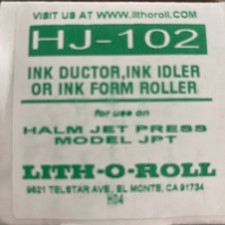 VISIT US AT WWW.lithoroll.com
HJ-102
INK DUCTOR, INK IDLER
OR INK FORM ROLLER
for use on
HALM JET PRESS
MODEL JPT
LITH-O-ROLL
9521 TELSTAR AVE., EL MONTE, CA 91734
H04